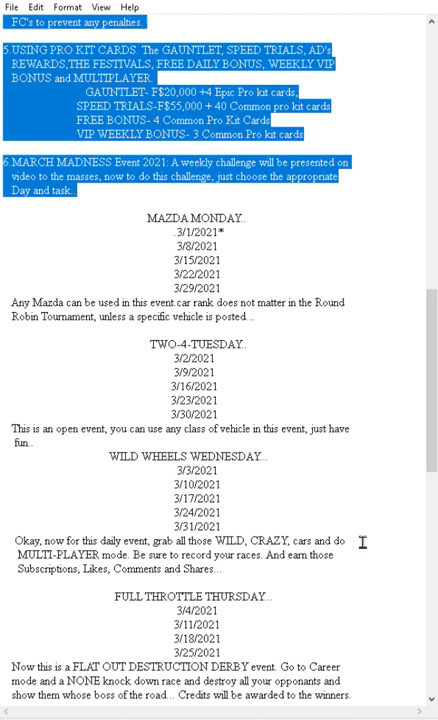 File Edit Format View Help
FC's to prevent any penalties.
5.USING PRO KIT CARDS. The GAUNTLET, SPEED TRIALS, AD's
REWARDS,THE FESTIVALS, FREE DAILY BONUS, WEEKLY VIP
BONUS and MULTIPLAYER.
GAUNTLET- F$20,000 +4 Epic Pro kit cards,
SPEED TRIALS-F$55,000 + 40 Common pro kit cards
FREE BONUS- 4 Common Pro Kit Cards
VIP WEEKLY BONUS- 3 Common Pro kit cards
6.MARCH MADNESS Event 2021: A weekly challenge will be presented on
video to the masses, now to do this challenge, just choose the appropriate
Day and task..
MAZDA MONDAY..
.3/1/2021*
3/8/2021
3/15/2021
3/22/2021
3/29/2021
Any Mazda can be used in this event.car rank does not matter in the Round
Robin Tournament, unless a specific vehicle is posted...
TWO-4-TUESDAY..
3/2/2021
3/9/2021
3/16/2021
3/23/2021
3/30/2021
This is an open event, you can use any class of vehicle in this event, just have
fun..
WILD WHEELS WEDNESDAY...
3/3/2021
3/10/2021
3/17/2021
3/24/2021
3/31/2021
Okay, now for this daily event, grab all those WILD, CRAZY, cars and do
MULTI-PLAYER mode. Be sure to record your races. And earn those
Subscriptions, Likes, Comments and Shares...
FULL THROTTLE THURSDAY...
3/4/2021
3/11/2021
3/18/2021
3/25/2021
Now this is a FLAT OUT DESTRUCTION DERBY event. Go to Career
mode and a NONE knock down race and destroy all your opponants and
show them whose boss of the road... Credits will be awarded to the winners.